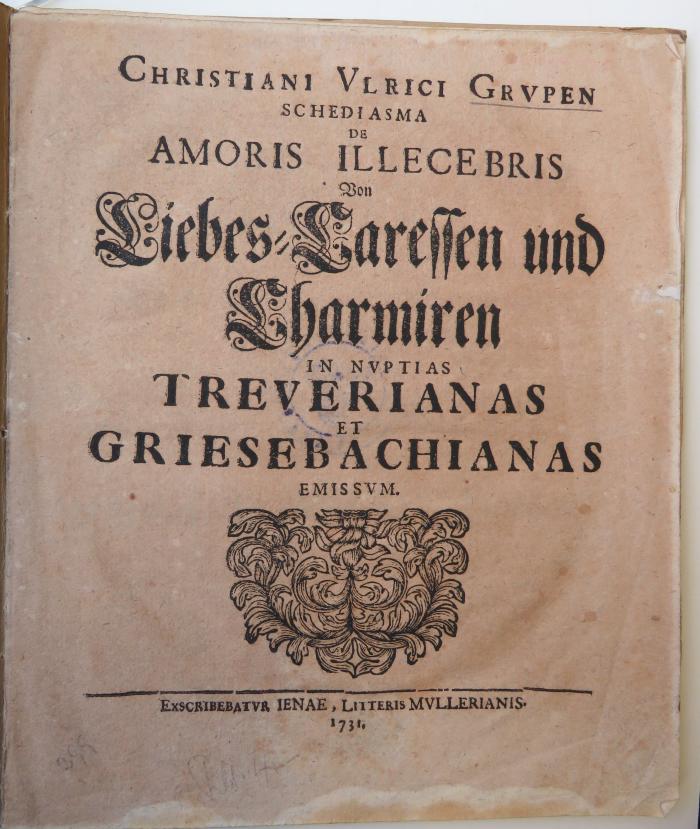 CHRISTIANI VLRICI GRVPEN
SCHEDIASMA
DE
AMORIS ILLECEBRIS
Von
Liebes-Caressen und
Charmiren
IN NVPTIAS
TREVERIANAS
ET
GRIESEBACHIANAS
EMISSVM.
EXSCRIBEBATVR IENAE, LITTERIS MVLLERIANIS.
1731.